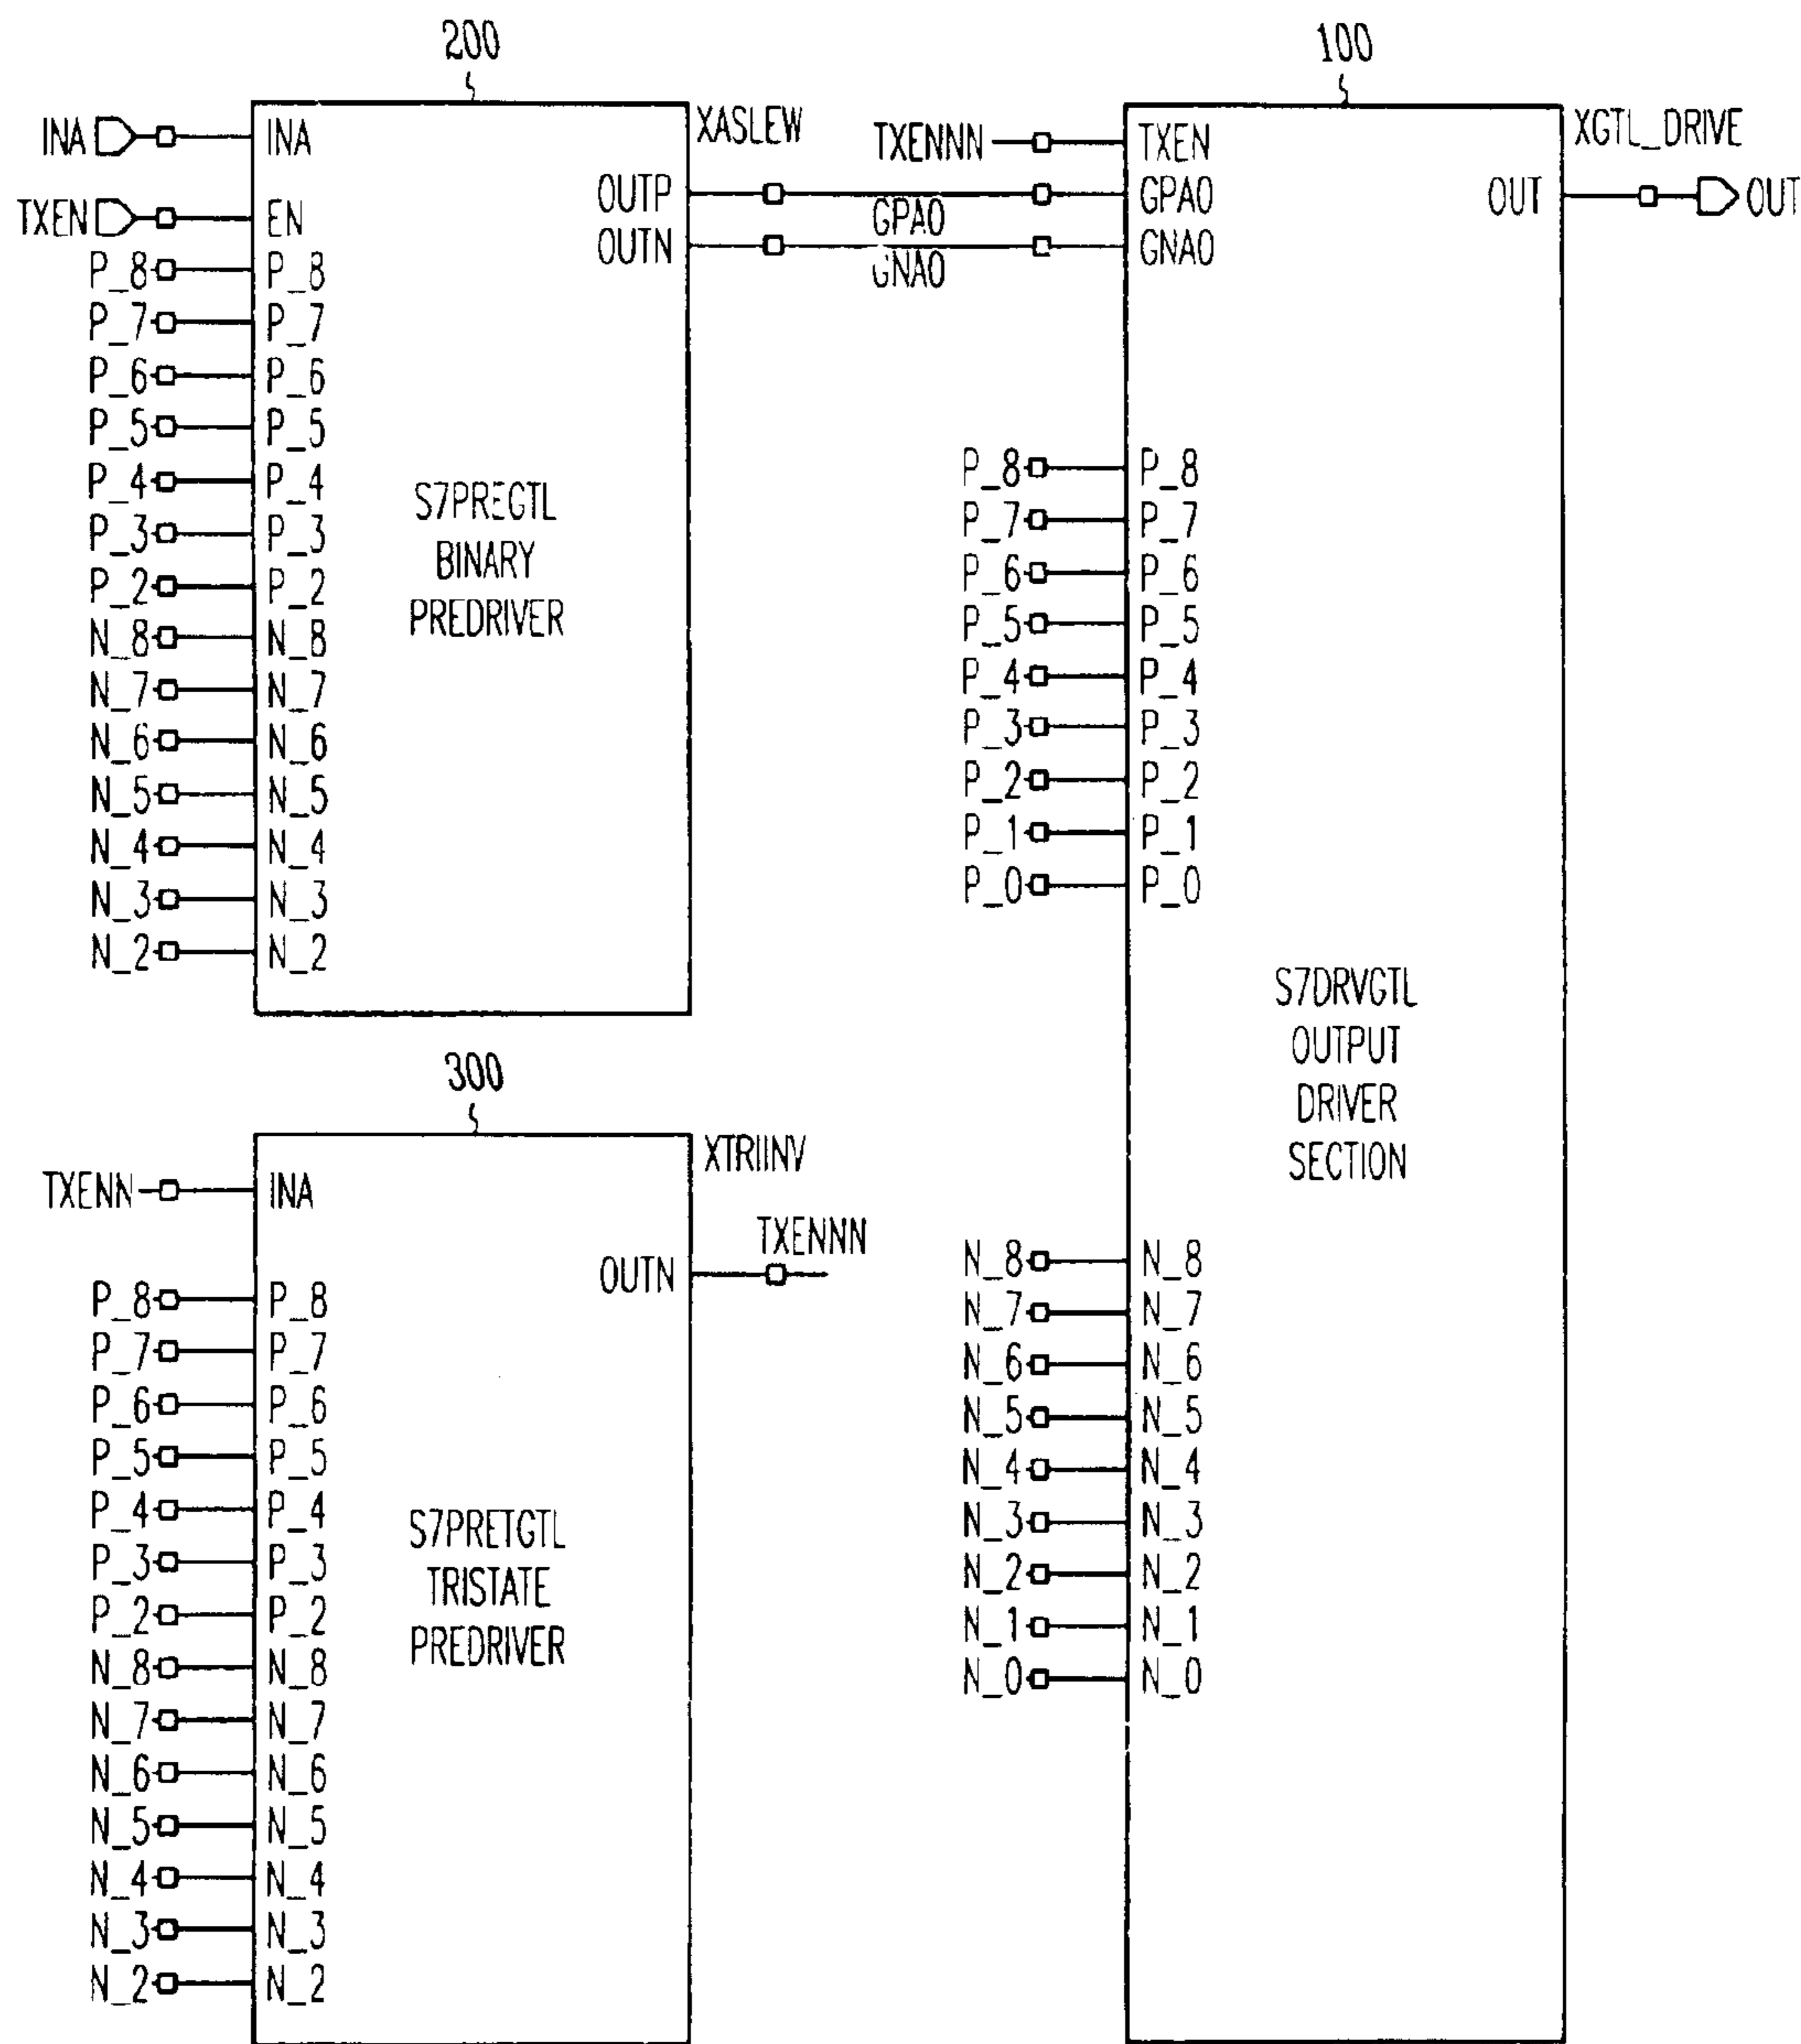 200
INA INA XASLEW
OUTP
TXEN EN OUTN
P_8 P_8
P_7 P_7
P_6 P_6
P_5 P_5
P_4 P_4
P_3 P_3
P_2 P_2
N_8 N_8
N_7 N_7
N_6 N_6
N_5 N_5
N_4 N_4
N_3 N_3
N_2 N_2
S7PREGTL
BINARY
PREDRIVER
GPA0
GNA0
100
TXENNN TXEN XGTL_DRIVE
GPA0 OUT OUT
GNA0
P_8 P_8
P_7 P_7
P_6 P_6
P_5 P_5
P_4 P_4
P_3 P_3
P_2 P_2
P_1 P_1
P_0 P_0
S7DRVGTL
OUTPUT
DRIVER
SECTION
N_8 N_8
N_7 N_7
N_6 N_6
N_5 N_5
N_4 N_4
N_3 N_3
N_2 N_2
N_1 N_1
N_0 N_0
300
XTRIINV
TXENN INA
OUTN TXENNN
P_8 P_8
P_7 P_7
P_6 P_6
P_5 P_5
P_4 P_4
P_3 P_3
P_2 P_2
N_8 N_8
N_7 N_7
N_6 N_6
N_5 N_5
N_4 N_4
N_3 N_3
N_2 N_2
S7PRETGTL
TRISTATE
PREDRIVER